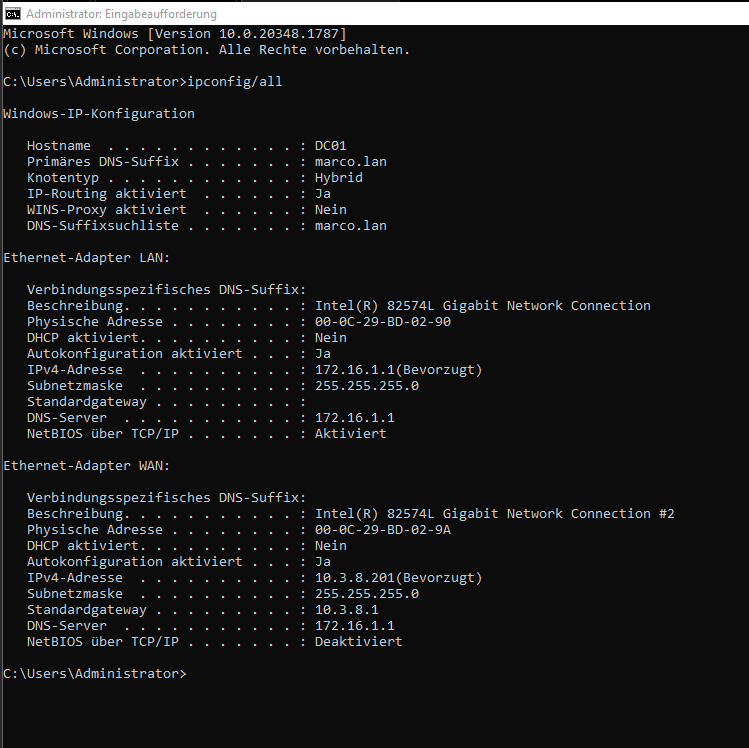 Administrator: Eingabeaufforderung
Microsoft Windows [Version 10.0.20348.1787]
(c) Microsoft Corporation. Alle Rechte vorbehalten.

C:\Users\Administrator>ipconfig/all

Windows-IP-Konfiguration

   Hostname  . . . . . . . . . . . . : DC01
   Primäres DNS-Suffix . . . . . . . : marco.lan
   Knotentyp . . . . . . . . . . . . : Hybrid
   IP-Routing aktiviert  . . . . . . : Ja
   WINS-Proxy aktiviert  . . . . . . : Nein
   DNS-Suffixsuchliste . . . . . . . : marco.lan

Ethernet-Adapter LAN:

   Verbindungsspezifisches DNS-Suffix:
   Beschreibung. . . . . . . . . . . : Intel(R) 82574L Gigabit Network Connection
   Physische Adresse . . . . . . . . : 00-0C-29-BD-02-90
   DHCP aktiviert. . . . . . . . . . : Nein
   Autokonfiguration aktiviert . . . : Ja
   IPv4-Adresse  . . . . . . . . . . : 172.16.1.1(Bevorzugt)
   Subnetzmaske  . . . . . . . . . . : 255.255.255.0
   Standardgateway . . . . . . . . . :
   DNS-Server  . . . . . . . . . . . : 172.16.1.1
   NetBIOS über TCP/IP . . . . . . . : Aktiviert

Ethernet-Adapter WAN:

   Verbindungsspezifisches DNS-Suffix:
   Beschreibung. . . . . . . . . . . : Intel(R) 82574L Gigabit Network Connection #2
   Physische Adresse . . . . . . . . : 00-0C-29-BD-02-9A
   DHCP aktiviert. . . . . . . . . . : Nein
   Autokonfiguration aktiviert . . . : Ja
   IPv4-Adresse  . . . . . . . . . . : 10.3.8.201(Bevorzugt)
   Subnetzmaske  . . . . . . . . . . : 255.255.255.0
   Standardgateway . . . . . . . . . : 10.3.8.1
   DNS-Server  . . . . . . . . . . . : 172.16.1.1
   NetBIOS über TCP/IP . . . . . . . : Deaktiviert

C:\Users\Administrator>